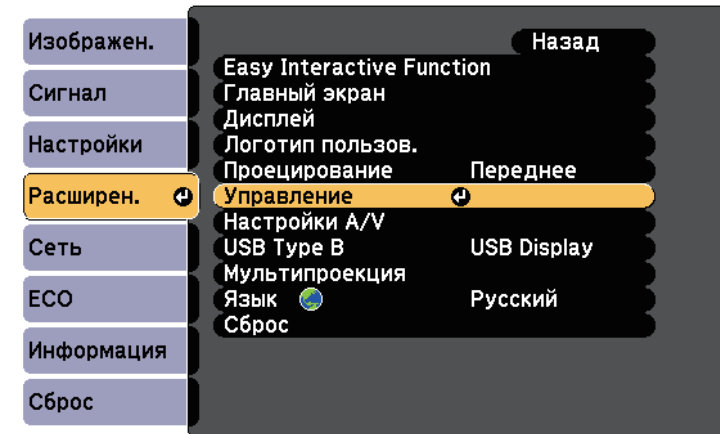 Изображен.
Сигнал
Настройки
Расширен.
Сеть
ECO
Информация
Сброс
Назад
Easy Interactive Function
Главный экран
Дисплей
Логотип пользов.
Проецирование Переднее
Управление
Настройки A/V
USB Type B USB Display
Мультипроекция
Язык Русский
Сброс